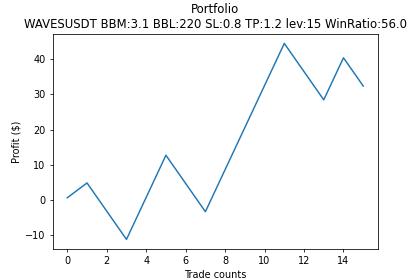 Portfolio
WAVESUSDT BBM:3.1 BBL:220 SL:0.8 TP:1.2 lev:15 WinRatio:56.0
40
30
20
10
0
−10
Profit ($)
0 2 4 6 8 10 12 14
Trade counts